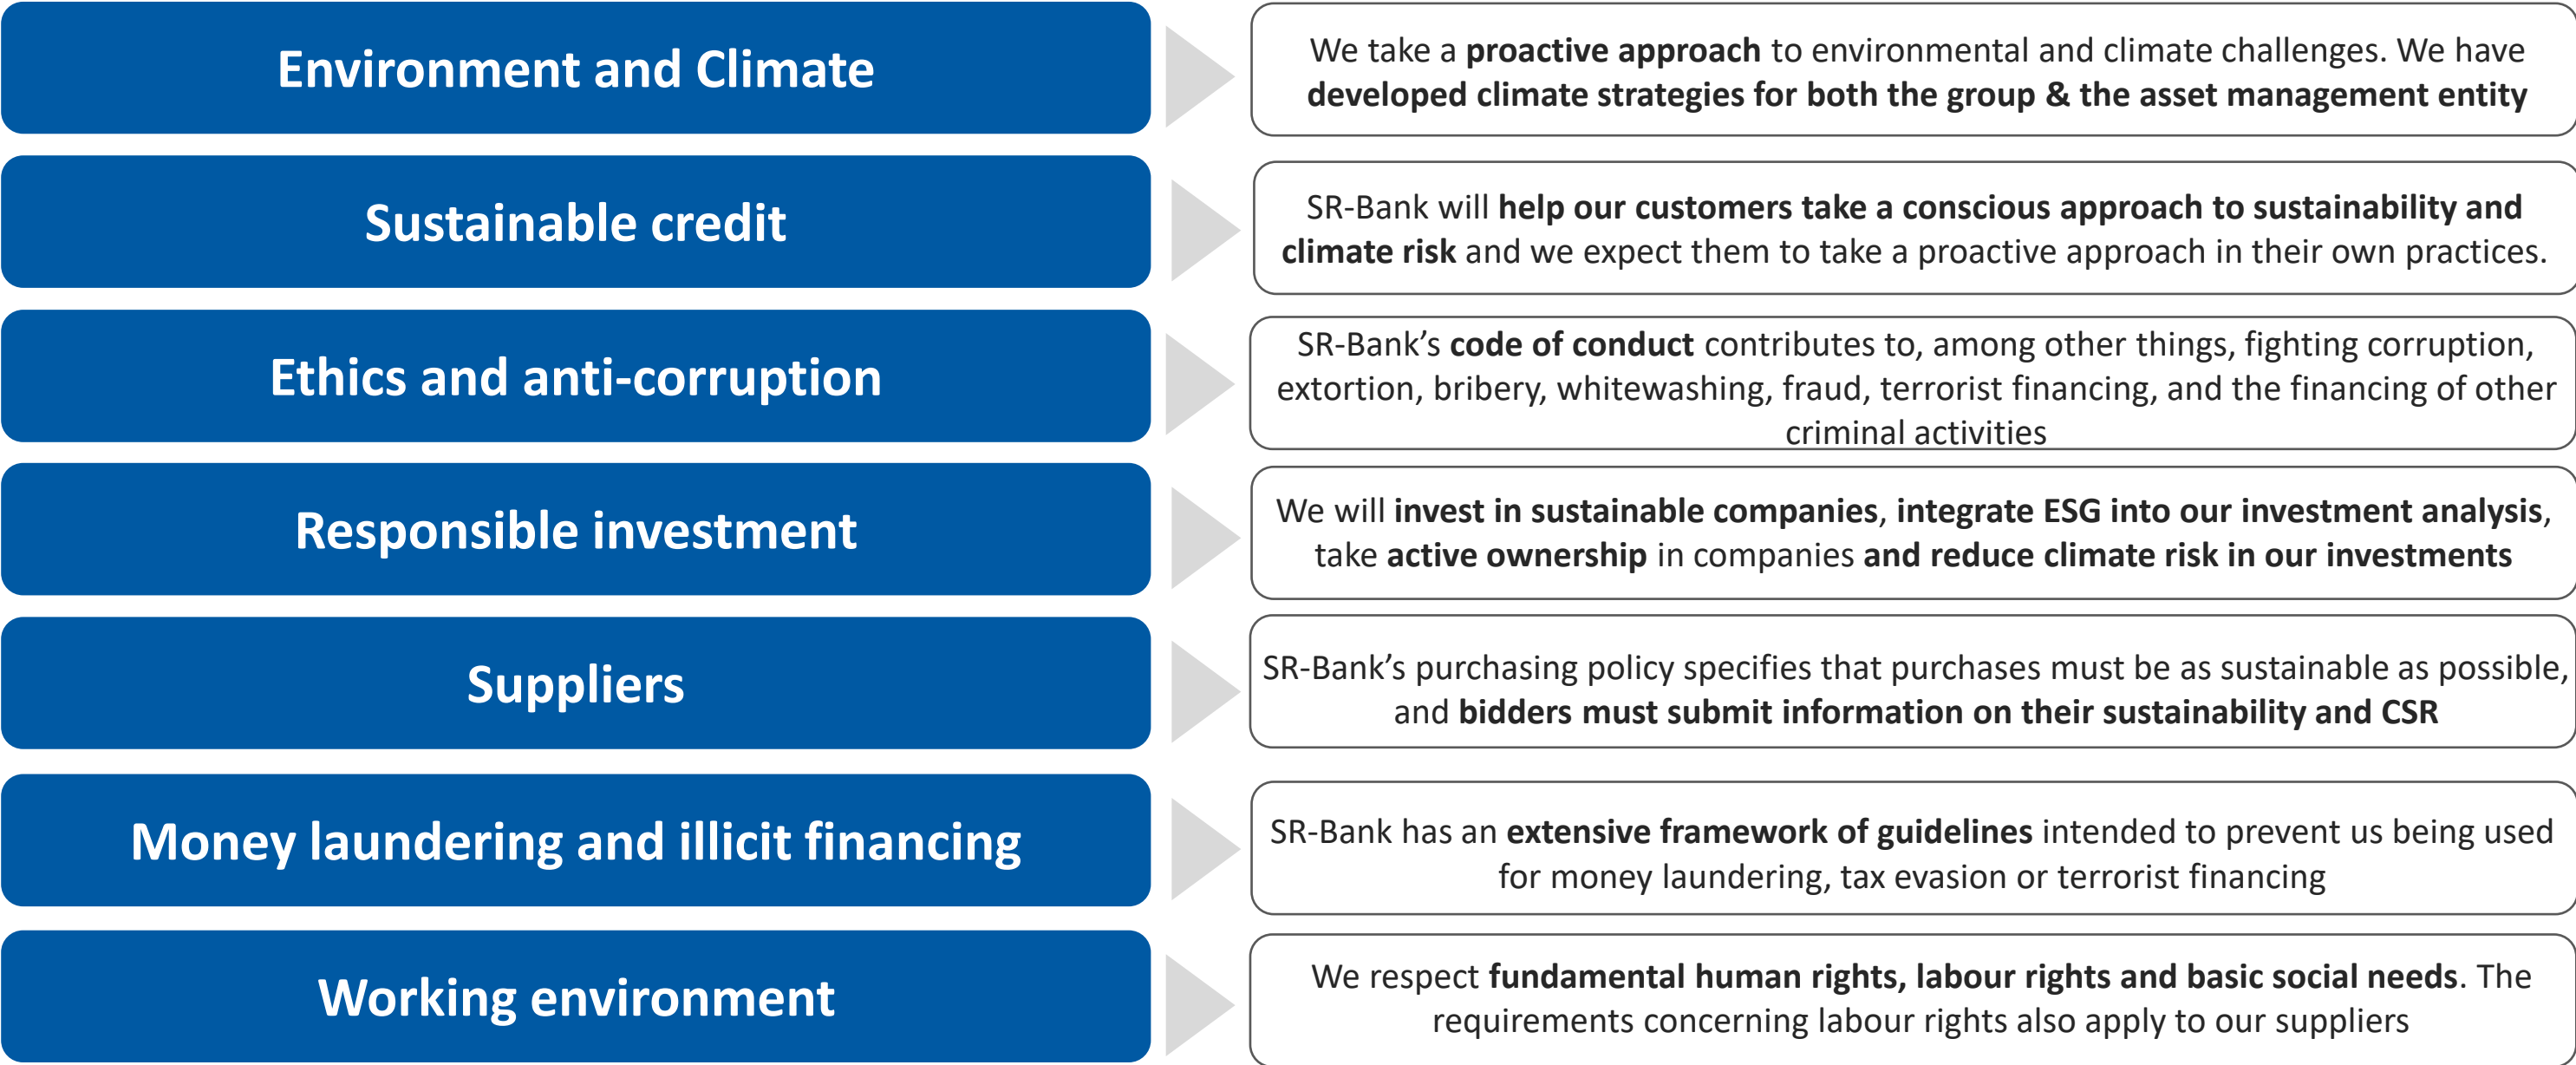 Environment and Climate
We take a proactive approach to environmental and climate challenges. We have
developed climate strategies for both the group & the asset management entity
Sustainable credit
SR-Bank will help our customers take a conscious approach to sustainability and
climate risk and we expect them to take a proactive approach in their own practices.
Ethics and anti-corruption
SR-Bank’s code of conduct contributes to, among other things, fighting corruption,
extortion, bribery, whitewashing, fraud, terrorist financing, and the financing of other
criminal activities
Responsible investment
We will invest in sustainable companies, integrate ESG into our investment analysis,
take active ownership in companies and reduce climate risk in our investments
Suppliers
SR-Bank’s purchasing policy specifies that purchases must be as sustainable as possible,
and bidders must submit information on their sustainability and CSR
Money laundering and illicit financing
SR-Bank has an extensive framework of guidelines intended to prevent us being used
for money laundering, tax evasion or terrorist financing
Working environment
We respect fundamental human rights, labour rights and basic social needs. The
requirements concerning labour rights also apply to our suppliers